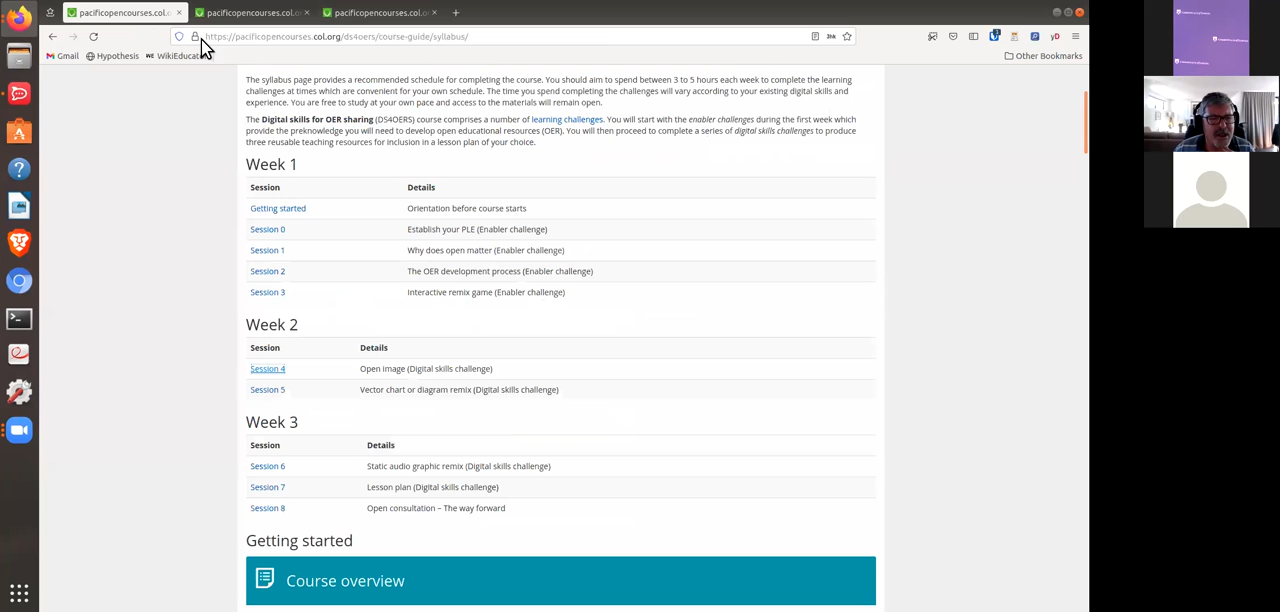 pacificopencourses.col.
pacificopencourses.col.or
pacificopencourses.col.org
https://pacificopencourses.col.org/ds4oers/course-guide/syllabus/
Gmail
Hypothesis
WE WikiEducat
Other Bookmarks
The syllabus page provides a recommended schedule for completing the course. You should aim to spend between 3 to 5 hours each week to complete the learning
challenges at times which are convenient for your own schedule. The time you spend completing the challenges will vary according to your existing digital skills and
experience. You are free to study at your own pace and access to the materials will remain open.
The Digital skills for OER sharing (DS4OERS) course comprises a number of learning challenges. You will start with the enabler challenges during the first week which
provide the preknowledge you will need to develop open educational resources (OER). You will then proceed to complete a series of digital skills challenges to produce
three reusable teaching resources for inclusion in a lesson plan of your choice.
Week 1
Session Details
Getting started Orientation before course starts
Session 0 Establish your PLE (Enabler challenge)
Session 1 Why does open matter (Enabler challenge)
Session 2 The OER development process (Enabler challenge)
Session 3 Interactive remix game (Enabler challenge)
Week 2
Session Details
Session 4 Open image (Digital skills challenge)
Session 5 Vector chart or diagram remix (Digital skills challenge)
Week 3
Session Details
Session 6 Static audio graphic remix (Digital skills challenge)
Session 7 Lesson plan (Digital skills challenge)
Session 8 Open consultation – The way forward
Getting started
Course overview